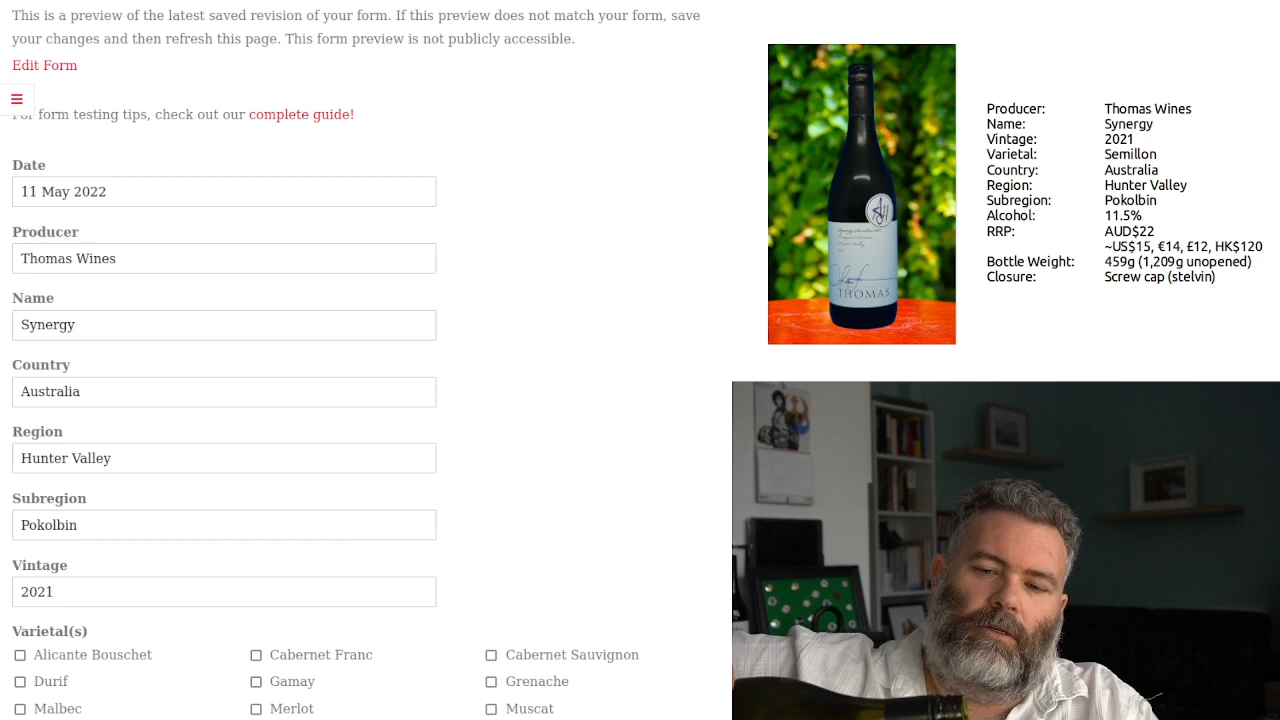 This is a preview of the latest saved revision of your form. If this preview does not match your form, save
your changes and then refresh this page. This form preview is not publicly accessible.
Edit Form
form testing tips, check out our complete guide!
Date
11 May 2022
Producer
Thomas Wines
Name
Synergy
Country
Australia
Region
Hunter Valley
Subregion
Pokolbin
Vintage
2021
Varietal(s)
Alicante Bouschet Cabernet Franc Cabernet Sauvignon
Durif Gamay Grenache
Malbec Merlot Muscat
THOMAS
Producer: Thomas Wines
Name: Synergy
Vintage: 2021
Varietal: Semillon
Country: Australia
Region: Hunter Valley
Subregion: Pokolbin
Alcohol: 11.5%
RRP: AUD$22
~US$15, €14, £12, HK$120
Bottle Weight: 459g (1,209g unopened)
Closure: Screw cap (stelvin)